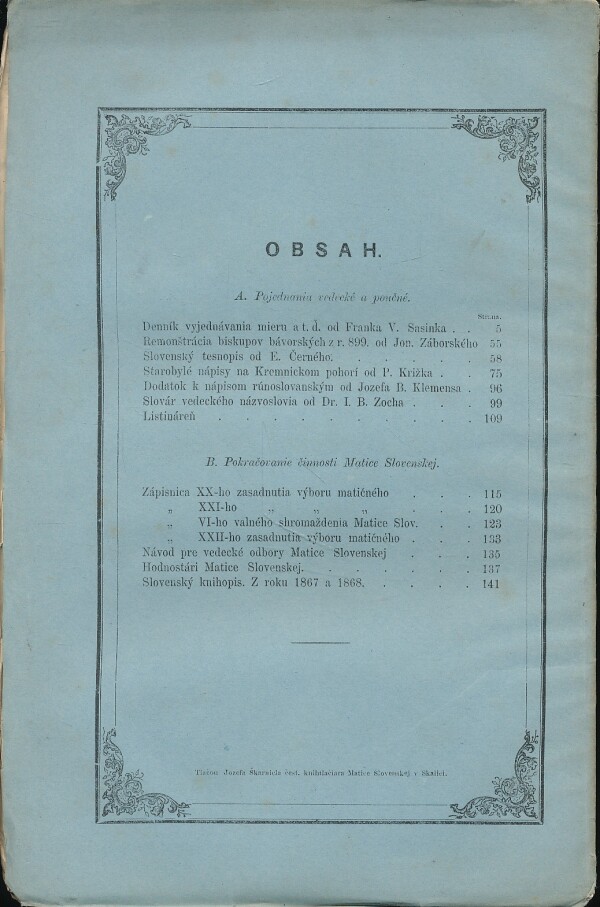 OBSAH.
A. Pojednania vedecké a poučné.
Strana.
Denník vyjednávania mieru a t. d. od Franka V. Sasinka . . 5
Remonštrácia biskupov bávorských z r. 899. od Jon. Záborského 55
Slovenský tesnopis od E. Černého. . . . . 58
Starobylé nápisy na Kremnickom pohorí od P. Križka . . 75
Dodatok k nápisom rúnoslovanským od Jozefa B. Klemensa . 96
Slovár vedeckého názvoslovia od Dr. I. B. Zocha . . . 99
Listináreň . . . . . . . . . . 109
B. Pokračovanie činnosti Matice Slovenskej.
Zápisnica XX-ho zasadnutia výboru matičného . . . 115
„ XXI-ho „ „ „ . . . 120
„ VI-ho valného shromaždenia Matice Slov. . . 123
„ XXII-ho zasadnutia výboru matičného . . . 133
Návod pre vedecké odbory Matice Slovenskej . . . 135
Hodnostári Matice Slovenskej. . . . . . . 137
Slovenský knihopis. Z roku 1867 a 1868. . . . . 141
Tlačou Jozefa Škarnicla čest. knihtlačiara Matice Slovenskej v Skalici.